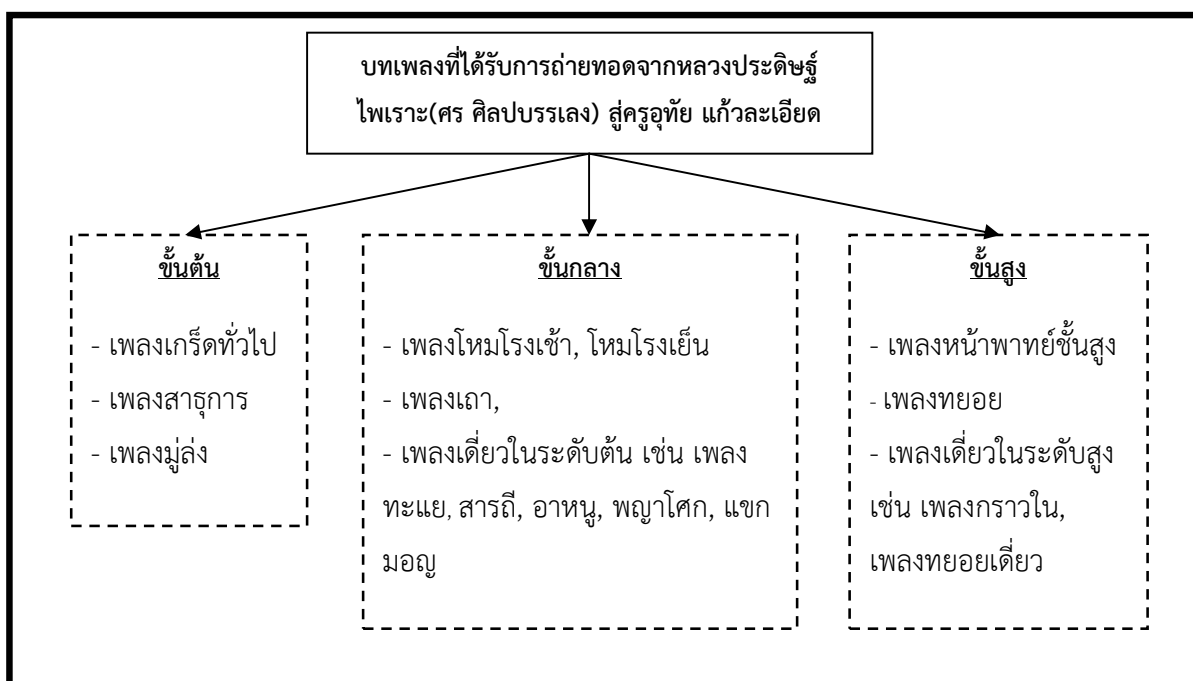 บทเพลงที่ได้รับการถ่ายทอดจากหลวงประดิษฐ์
ไพเราะ(ศร ศิลปบรรเลง) สู่ครูอุทัย แก้วละเอียด
ขั้นต้น
- เพลงเกร็ดทั่วไป
- เพลงสาธุการ
- เพลงมู่ล่ง
ขั้นกลาง
- เพลงโหมโรงเช้า, โหมโรงเย็น
- เพลงเถา,
- เพลงเดี่ยวในระดับต้น เช่น เพลง
ทะแย, สารถี, อาหนู, พญาโศก, แขก
มอญ
ขั้นสูง
- เพลงหน้าพาทย์ชั้นสูง
- เพลงทยอย
- เพลงเดี่ยวในระดับสูง
เช่น เพลงกราวใน,
เพลงทยอยเดี่ยว